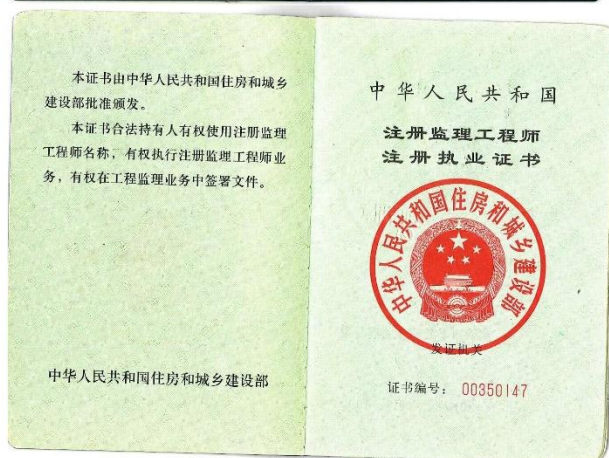 本证书由中华人民共和国住房和城乡
建设部批准颁发。
本证书合法持有人有权使用注册监理
工程师名称，有权执行注册监理工程师业
务，有权在工程监理业务中签署文件。
中华人民共和国住房和城乡建设部
中华人民共和国
注册监理工程师
注册执业证书
中华人民共和国住房和城乡建设部
发证机关
证书编号： 00350147